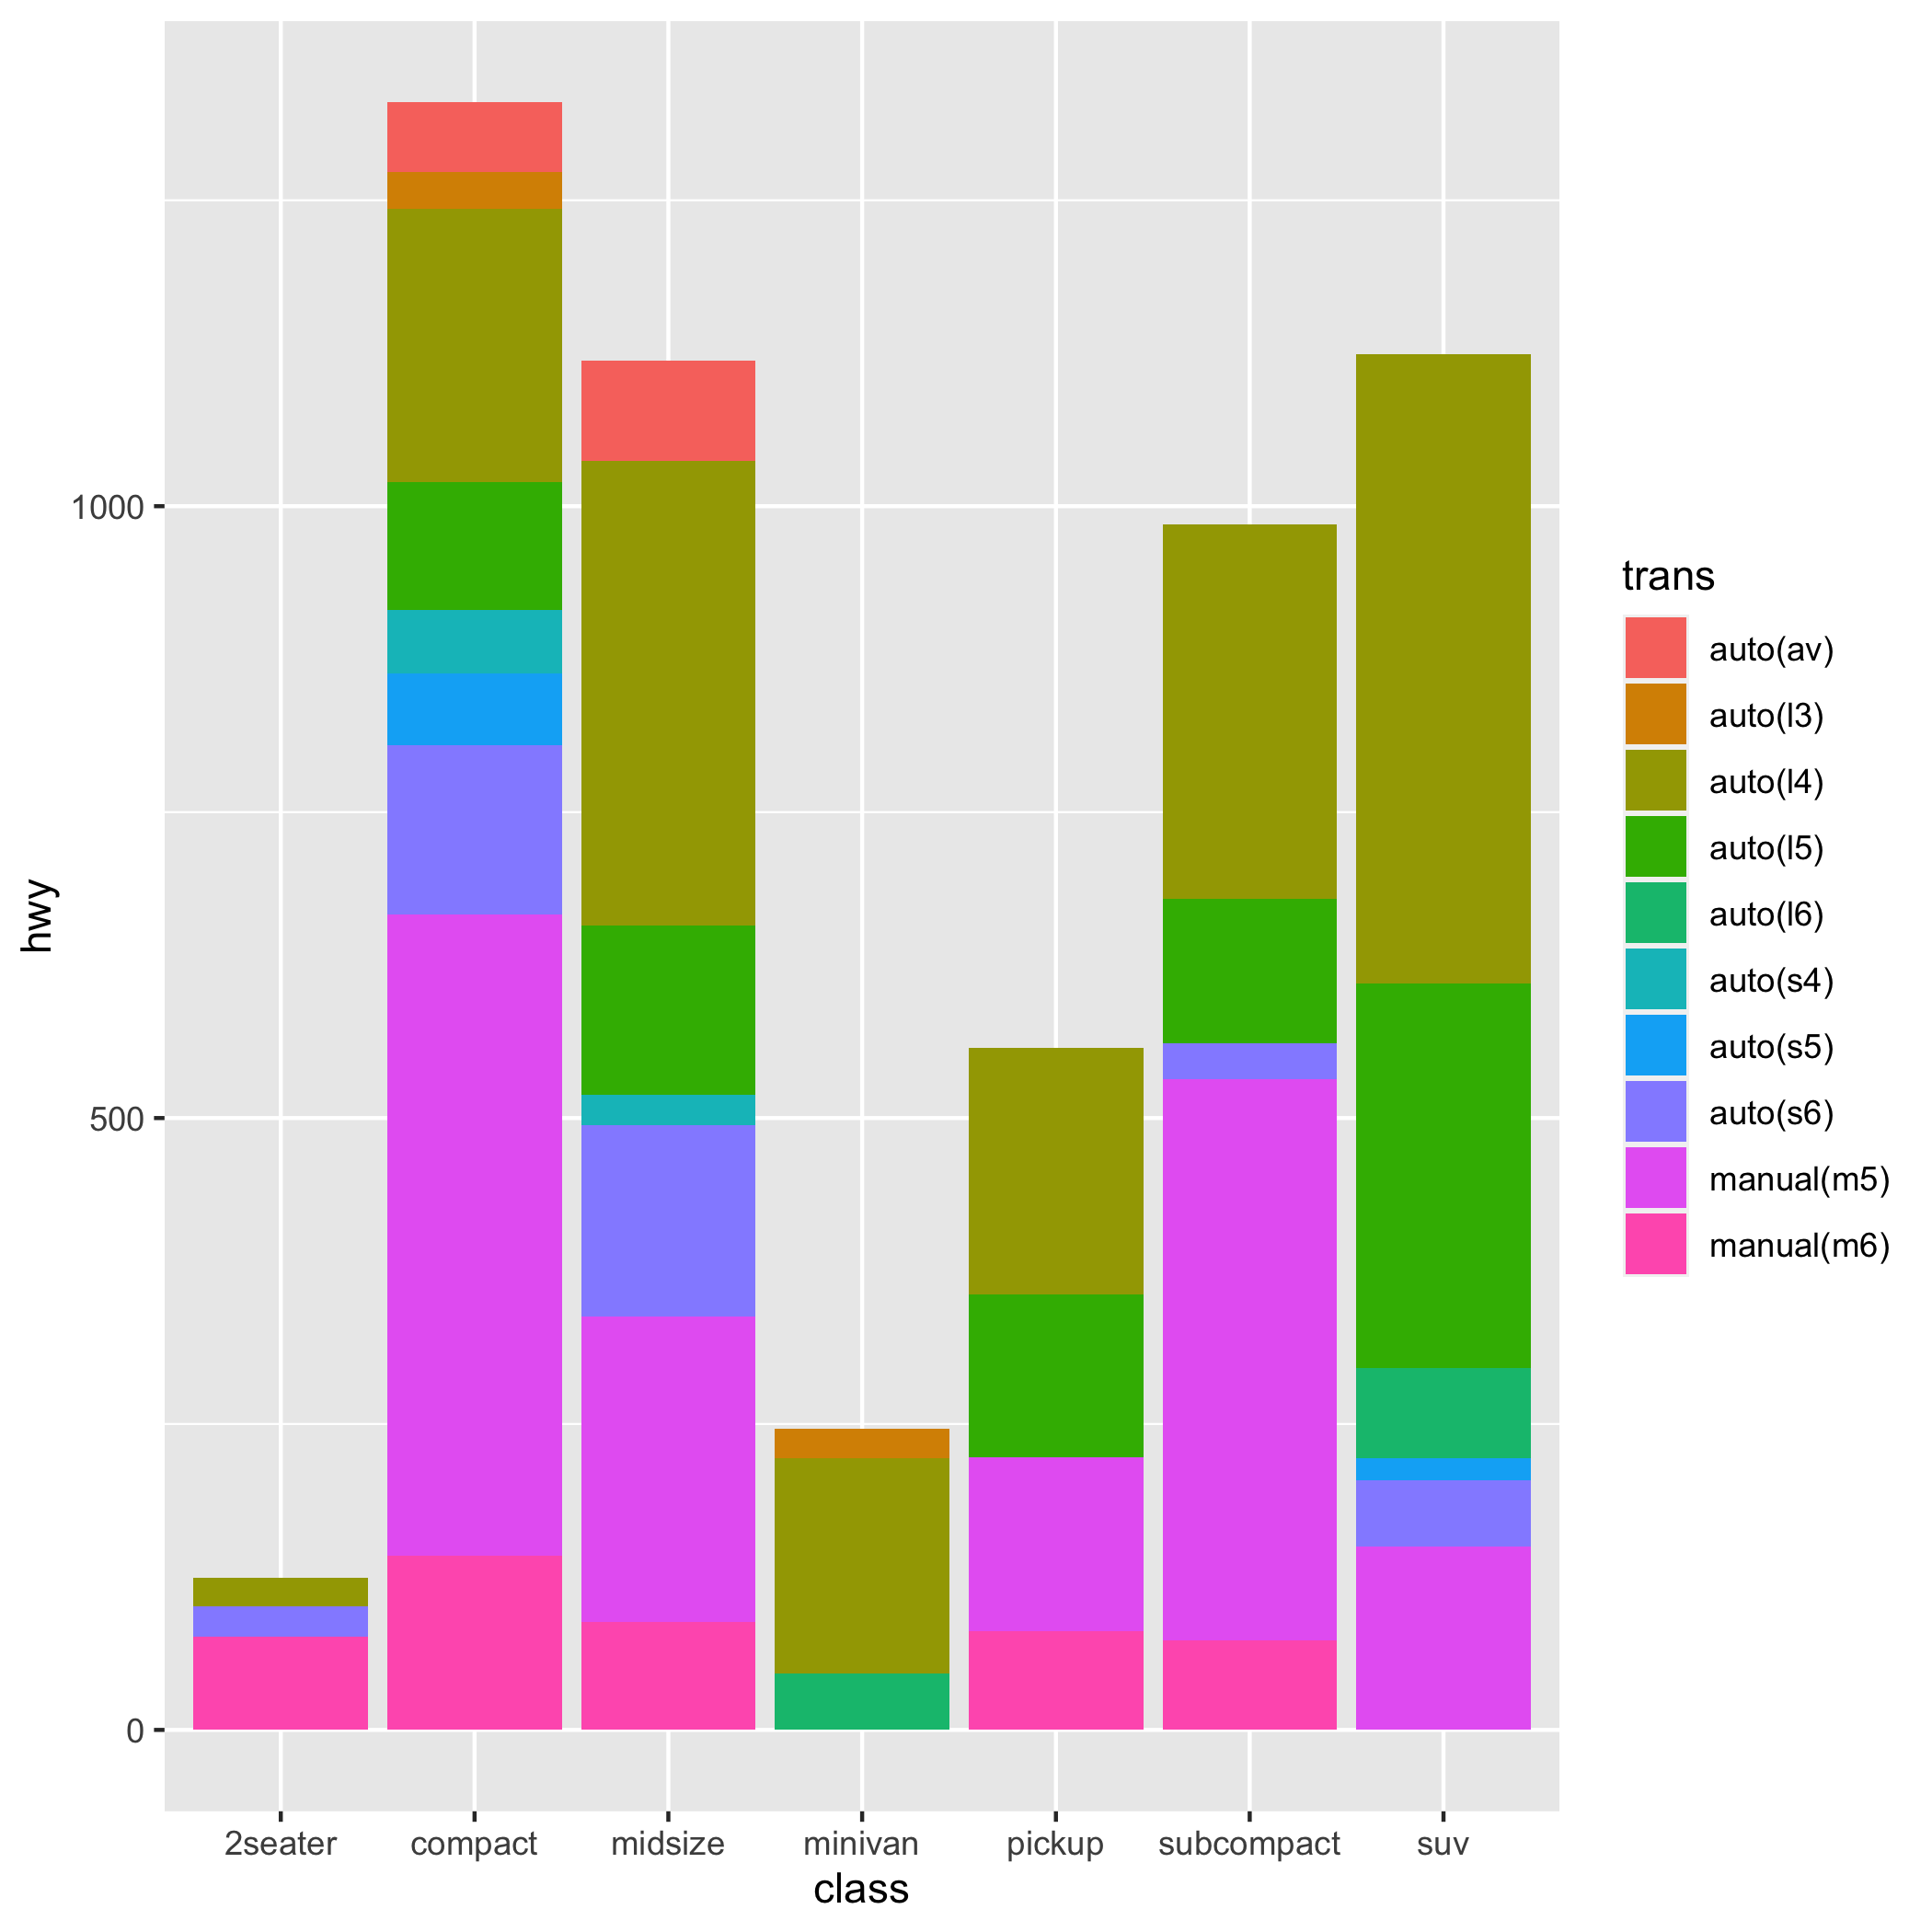 1000
500
0
hwy
2seater compact midsize minivan pickup subcompact suv
class
trans
auto(av)
auto(l3)
auto(l4)
auto(l5)
auto(l6)
auto(s4)
auto(s5)
auto(s6)
manual(m5)
manual(m6)